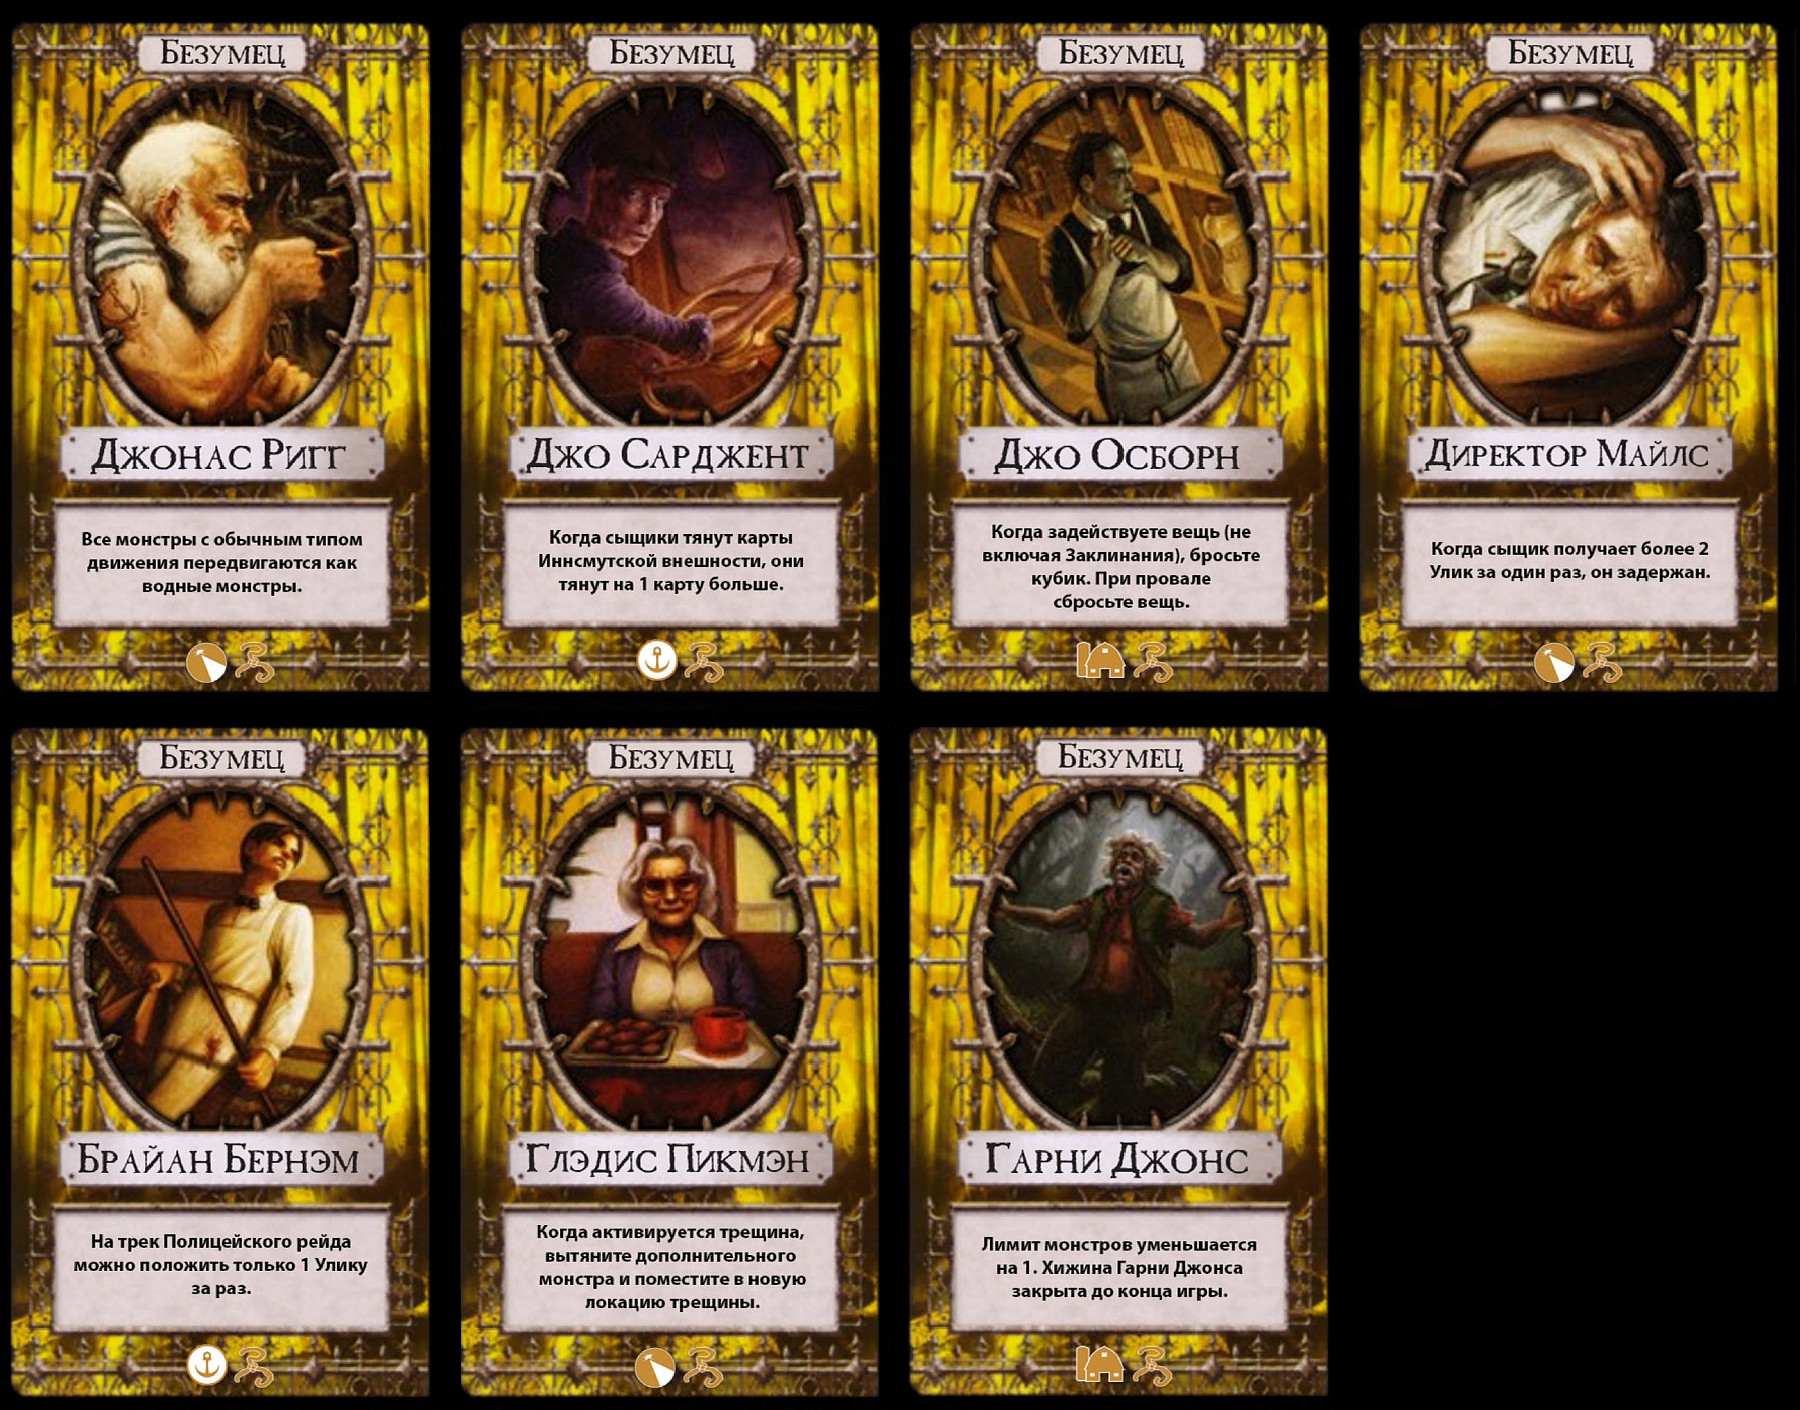 Безумец
Джонас Ригг
Все монстры с обычным типом
движения передвигаются как
водные монстры.
Безумец
Джо Сарджент
Когда сыщики тянут карты
Иннсмутской внешности, они
тянут на 1 карту больше.
Безумец
Джо Осборн
Когда задействуете вещь (не
включая Заклинания), бросьте
кубик. При провале
сбросьте вещь.
Безумец
Директор Майлс
Когда сыщик получает более 2
Улик за один раз, он задержан.
Безумец
Брайан Бернэм
На трек Полицейского рейда
можно положить только 1 Улику
за раз.
Безумец
Глэдис Пикмэн
Когда активируется трещина,
вытяните дополнительного
монстра и поместите в новую
локацию трещины.
Безумец
Гарни Джонс
Лимит монстров уменьшается
на 1. Хижина Гарни Джонса
закрыта до конца игры.